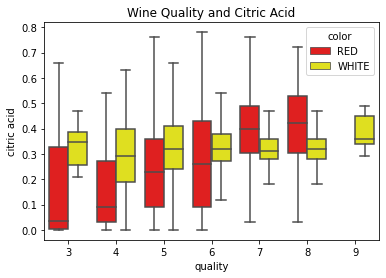 Wine Quality and Citric Acid
color
RED
WHITE
citric acid
0.8
0.7
0.6
0.5
0.4
0.3
0.2
0.1
0.0
3 4 5 6 7 8 9
quality